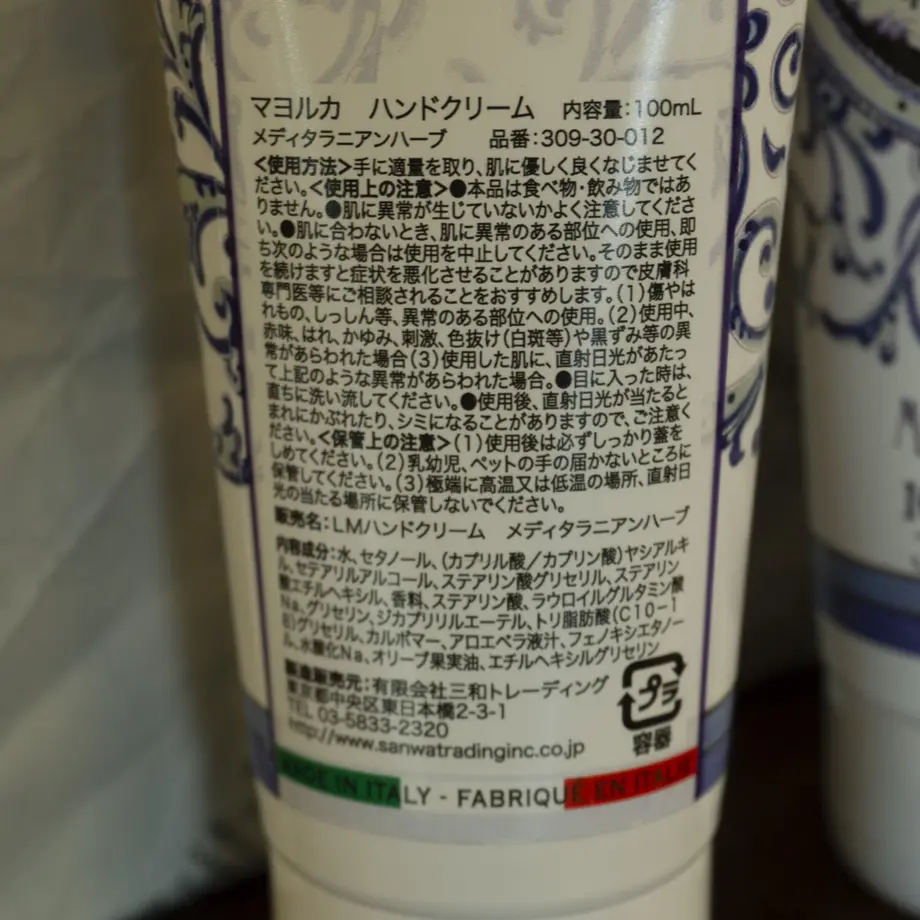 マヨルカ ハンドクリーム 内容量:100mL
メディタラニアンハーブ 品番:309-30-012
<使用方法>手に適量を取り、肌に優しく良くなじませてく
ださい。<使用上の注意>●本品は食べ物・飲み物ではあ
りません。●肌に異常が生じていないかよく注意してくださ
い。●肌に合わないとき、肌に異常のある部位への使用、即
ち次のような場合は使用を中止してください。そのまま使用
を続けますと症状を悪化させることがありますので皮膚科
専門医等にご相談されることをおすすめします。(1)傷やは
れもの、しっしん等、異常のある部位への使用。(2)使用中、
赤味、はれ、かゆみ、刺激、色抜け(白斑等)や黒ずみ等の異
常があらわれた場合(3)使用した肌に、直射日光があたっ
て上記のような異常があらわれた場合。●目に入った時は、
直ちに洗い流してください。●使用後、直射日光が当たると
まれにかぶれたり、シミになることがありますので、ご注意く
ださい。<保管上の注意>(1)使用後は必ずしっかり蓋を
しめてください。(2)乳幼児、ペットの手の届かないところに
保管してください。(3)極端に高温又は低温の場所、直射日
光の当たる場所に保管しないでください。
販売名:LMハンドクリーム メディタラニアンハーブ
内容成分:水、セタノール、(カプリル酸/カプリン酸)ヤシアルキ
ル、セテアリルアルコール、ステアリン酸グリセリル、ステアリン
酸エチルヘキシル、香料、ステアリン酸、ラウロイルグルタミン酸
Na、グリセリン、ジカプリリルエーテル、トリ脂肪酸(C10-1
8)グリセリル、カルボマー、アロエベラ液汁、フェノキシエタノー
ル、水酸化Na、オリーブ果実油、エチルヘキシルグリセリン
製造販売元:有限会社三和トレーディング
東京都中央区東日本橋2-3-1
TEL 03-5833-2320
http://www.sanwatradinginc.co.jp
プラ
容器
MADE IN ITALY - FABRIQUÉ EN ITALIE